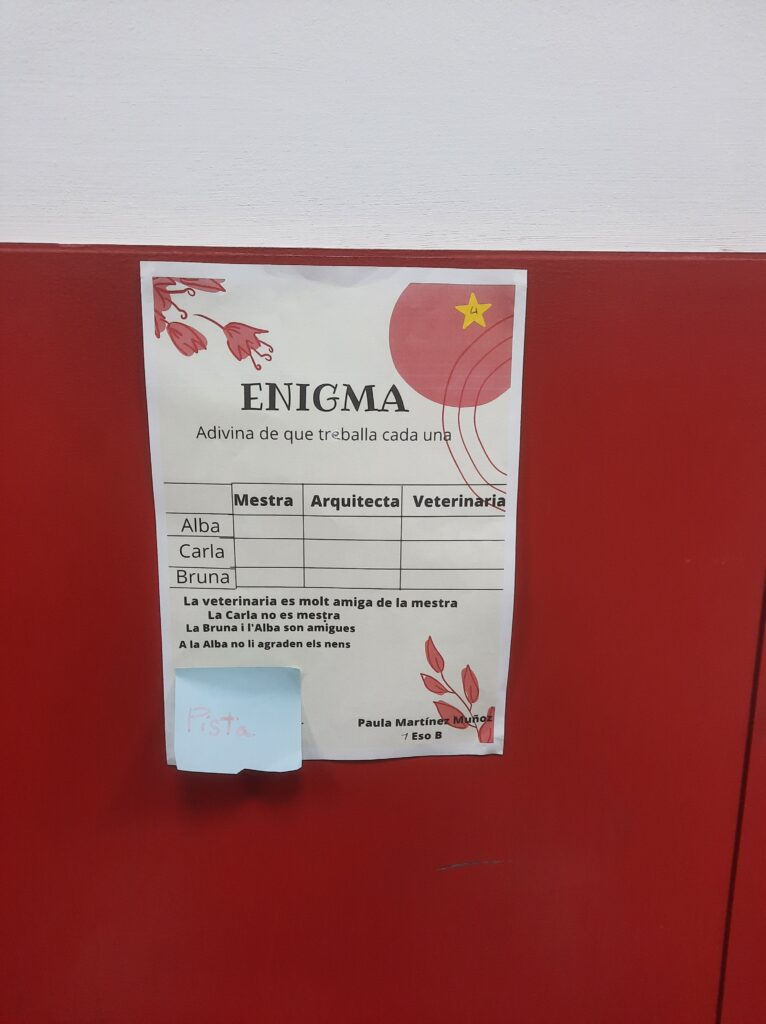 4
ENIGMA
Adivina de que treballa cada una
Mestra Arquitecta Veterinaria
Alba
Carla
Bruna
La veterinaria es molt amiga de la mestra
La Carla no es mestra
La Bruna i l'Alba son amigues
A la Alba no li agraden els nens
Pista
Paula Martínez Muñoz
1 Eso B